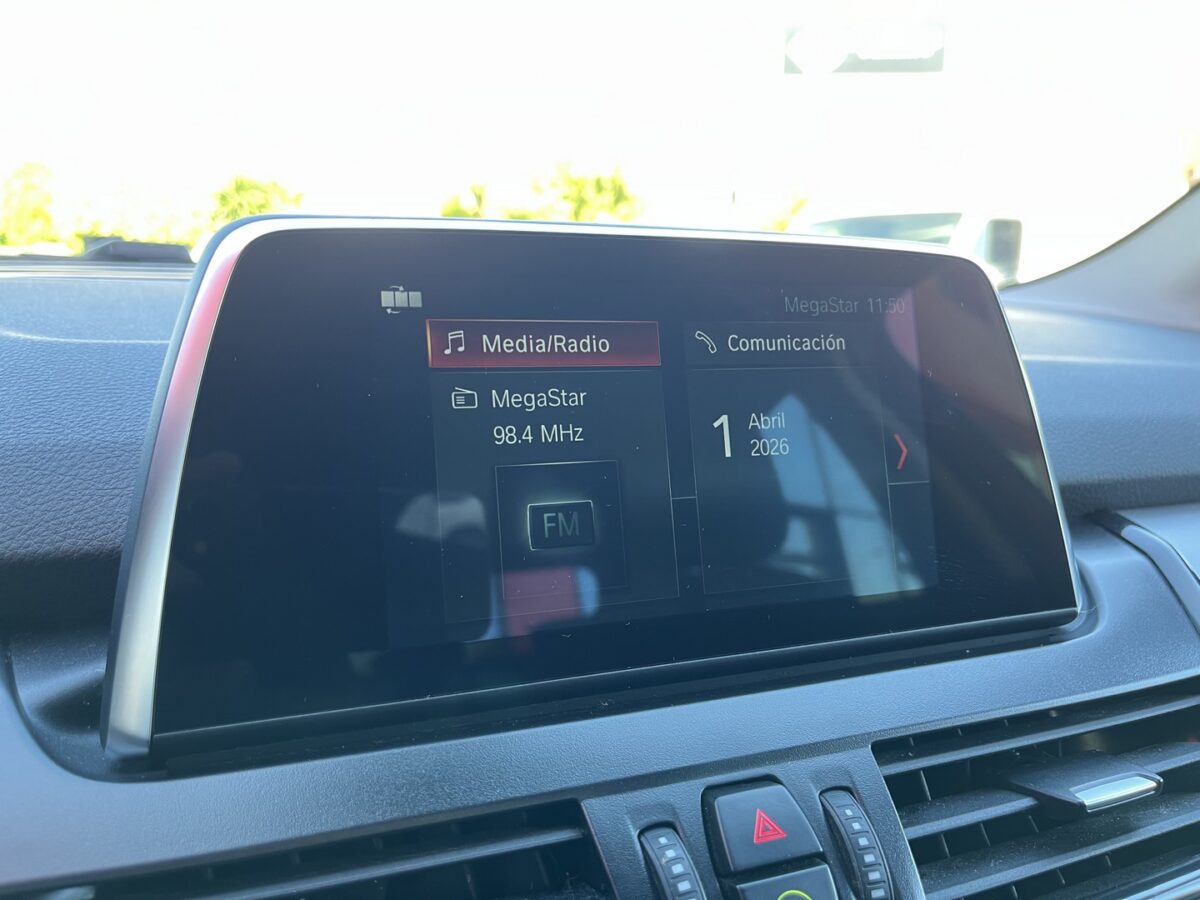 MegaStar 11:50
Media/Radio
Comunicación
MegaStar
98.4 MHz
1
Abril
2026
FM